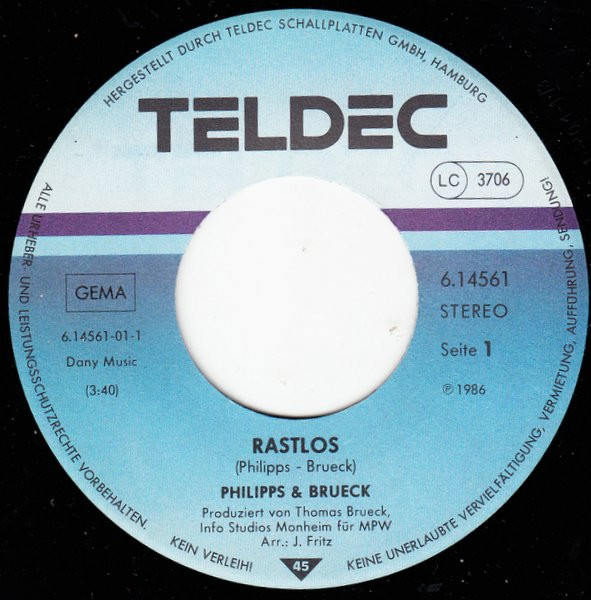 HERGESTELLT DURCH TELDEC SCHALLPLATTEN GMBH, HAMBURG
TELDEC
LC 3706
GEMA
6.14561-01-1
Dany Music
(3:40)
6.14561
STEREO
Seite 1
℗ 1986
RASTLOS
(Philipps - Brueck)
PHILIPPS & BRUECK
Produziert von Thomas Brueck,
Info Studios Monheim für MPW
Arr.: J. Fritz
45
ALLE URHEBER- UND LEISTUNGSSCHUTZRECHTE VORBEHALTEN.
KEIN VERLEIH!
KEINE UNERLAUBTE VERVIELFÄLTIGUNG, VERMIETUNG, AUFFÜHRUNG, SENDUNG!